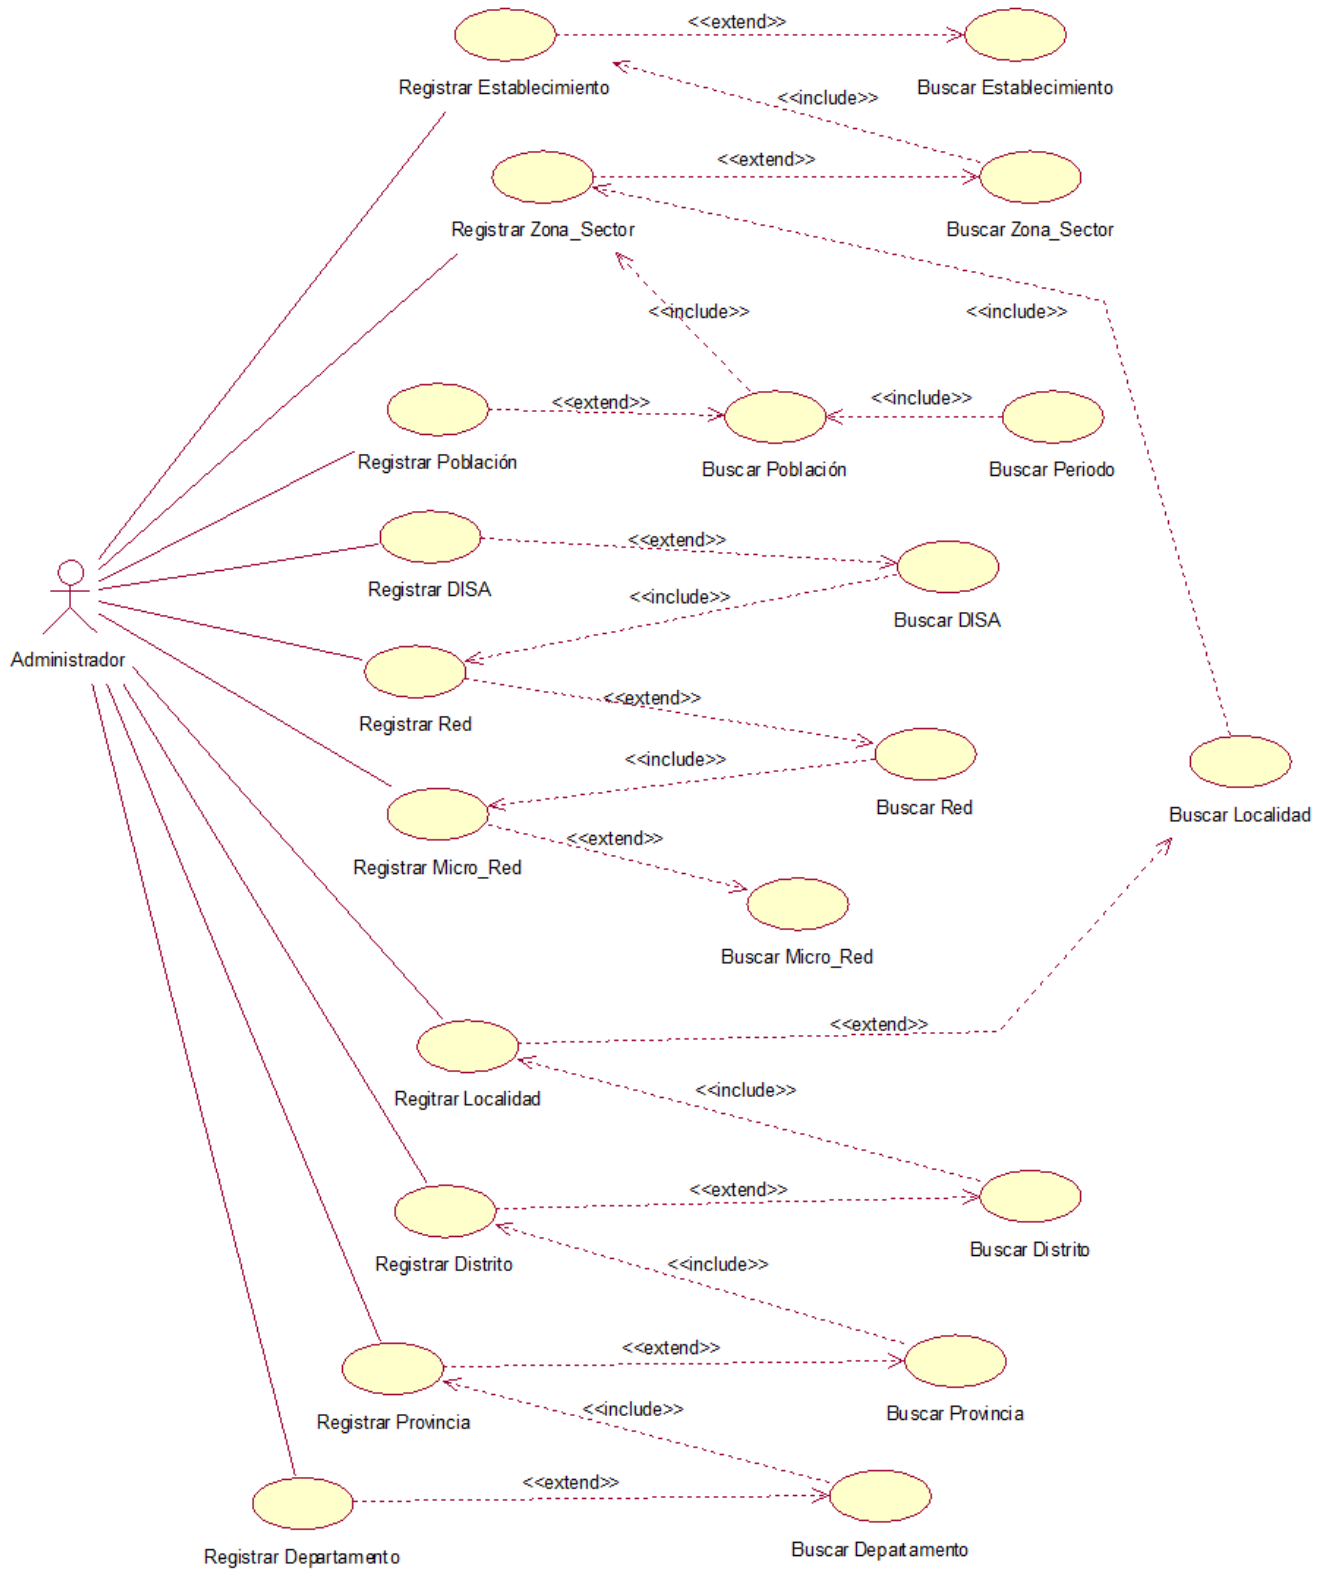 <<extend>>
Registrar Establecimiento
Buscar Establecimiento
<<include>>
<<extend>>
Registrar Zona_Sector
Buscar Zona_Sector
<<include>>
<<include>>
<<extend>>
<<include>>
Registrar Población
Buscar Población
Buscar Periodo
<<extend>>
Registrar DISA
<<include>>
Buscar DISA
Administrador
<<extend>>
Registrar Red
<<include>>
Buscar Red
Buscar Localidad
<<extend>>
Registrar Micro_Red
Buscar Micro_Red
<<extend>>
<<include>>
Regitrar Localidad
<<extend>>
Buscar Distrito
Registrar Distrito
<<include>>
<<extend>>
Buscar Provincia
<<include>>
Registrar Provincia
<<extend>>
Buscar Departamento
Registrar Departamento